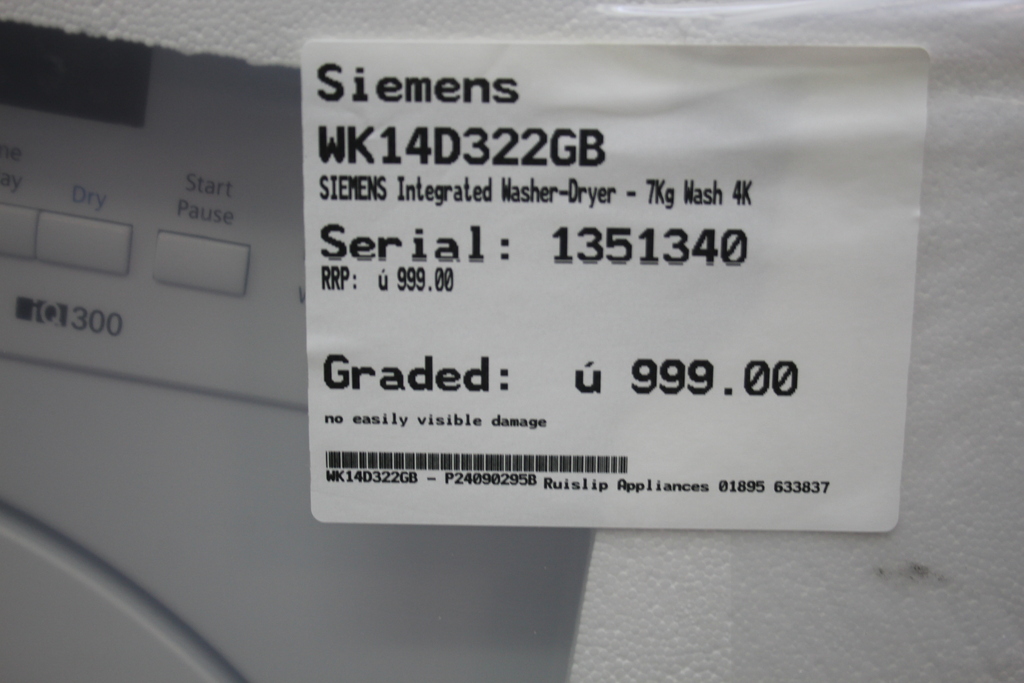 Siemens
WK14D322GB
SIEMENS Integrated Washer-Dryer - 7Kg Wash 4K
Serial: 1351340
RRP: ú 999.00
Graded: ú 999.00
no easily visible damage
WK14D322GB - P24090295B Ruislip Appliances 01895 633837
Dry
Start
Pause
iQ300